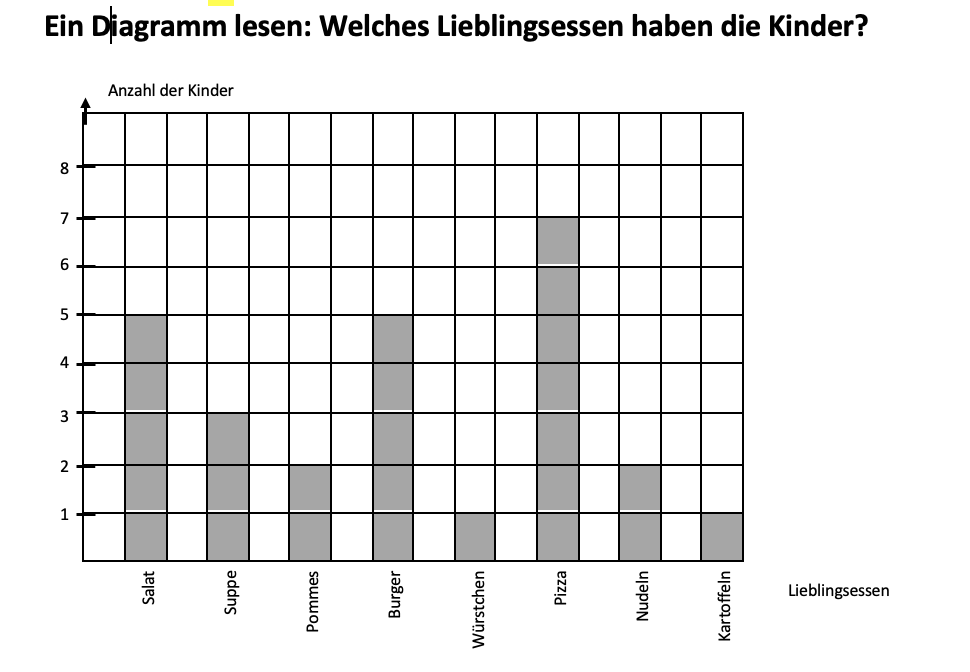 Ein Diagramm lesen: Welches Lieblingsessen haben die Kinder?
Anzahl der Kinder
8
7
6
5
4
3
2
1
Salat
Suppe
Pommes
Burger
Würstchen
Pizza
Nudeln
Kartoffeln
Lieblingsessen